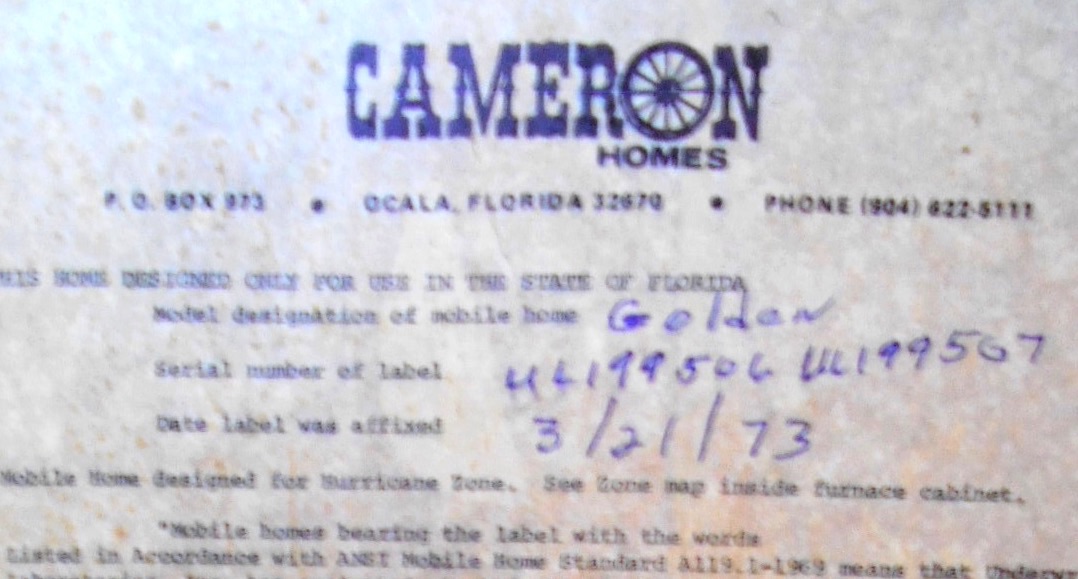 CAMERON
HOMES
P. O. BOX 973 • OCALA, FLORIDA 32670 • PHONE (904) 622-5111
HIS HOME DESIGNED ONLY FOR USE IN THE STATE OF FLORIDA
Model designation of mobile home Golden
Serial number of label UL199506 UL199507
Date label was affixed 3/21/73
Mobile Home designed for Hurricane Zone. See Zone map inside furnace cabinet.
"Mobile homes bearing the label with the words
Listed in Accordance with ANSI Mobile Home Standard A119.1-1969 means that Underw